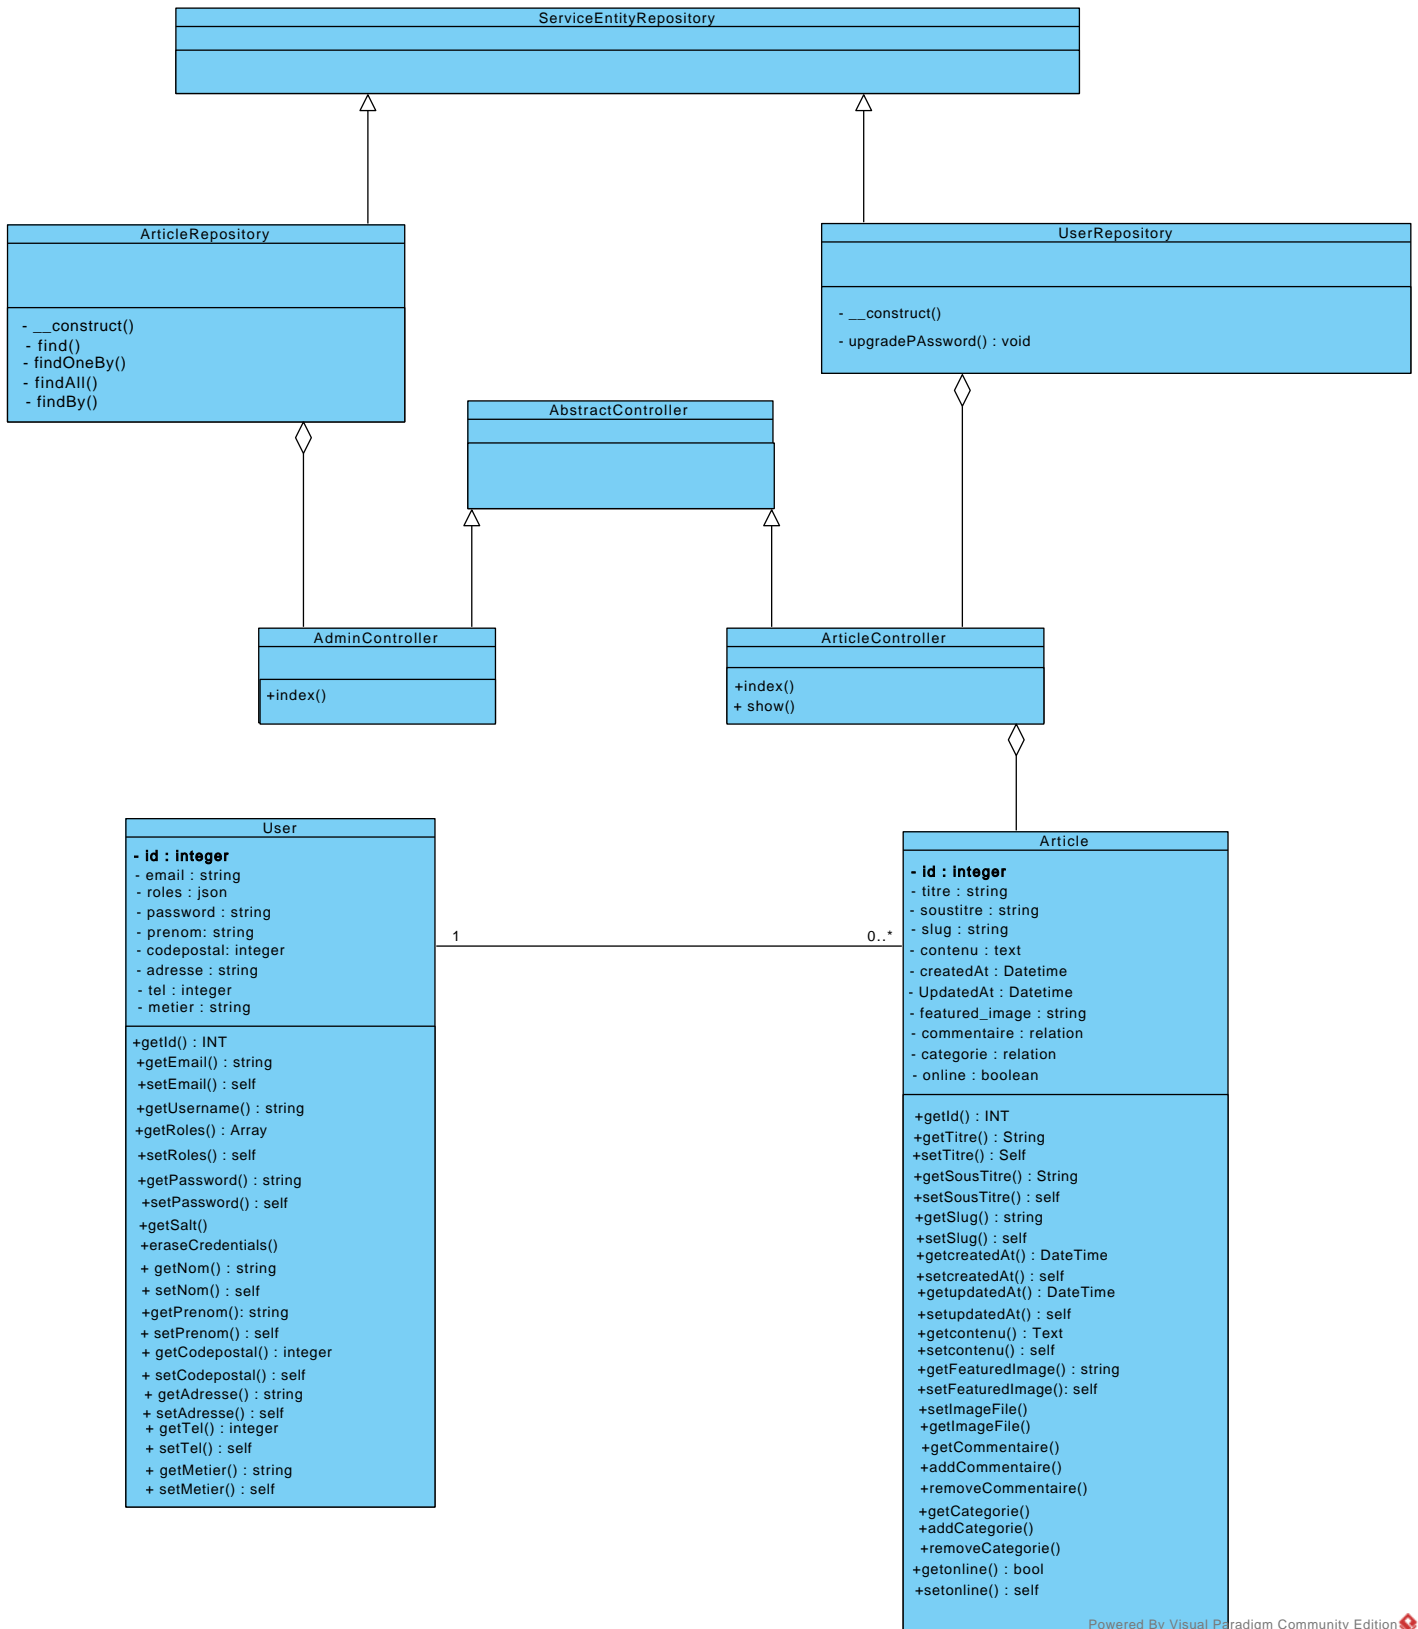 ServiceEntityRepository
ArticleRepository
- __construct()
- find()
- findOneBy()
- findAll()
- findBy()
UserRepository
- __construct()
- upgradePAssword() : void
AbstractController
AdminController
+index()
ArticleController
+index()
+ show()
User
- id : integer
- email : string
- roles : json
- password : string
- prenom: string
- codepostal: integer
- adresse : string
- tel : integer
- metier : string
+getId() : INT
+getEmail() : string
+setEmail() : self
+getUsername() : string
+getRoles() : Array
+setRoles() : self
+getPassword() : string
+setPassword() : self
+getSalt()
+eraseCredentials()
+ getNom() : string
+ setNom() : self
+getPrenom(): string
+ setPrenom() : self
+ getCodepostal() : integer
+ setCodepostal() : self
+ getAdresse() : string
+ setAdresse() : self
+ getTel() : integer
+ setTel() : self
+ getMetier() : string
+ setMetier() : self
1
0..*
Article
- id : integer
- titre : string
- soustitre : string
- slug : string
- contenu : text
- createdAt : Datetime
- UpdatedAt : Datetime
- featured_image : string
- commentaire : relation
- categorie : relation
- online : boolean
+getId() : INT
+getTitre() : String
+setTitre() : Self
+getSousTitre() : String
+setSousTitre() : self
+getSlug() : string
+setSlug() : self
+getcreatedAt() : DateTime
+setcreatedAt() : self
+getupdatedAt() : DateTime
+setupdatedAt() : self
+getcontenu() : Text
+setcontenu() : self
+getFeaturedImage() : string
+setFeaturedImage(): self
+setImageFile()
+getImageFile()
+getCommentaire()
+addCommentaire()
+removeCommentaire()
+getCategorie()
+addCategorie()
+removeCategorie()
+getonline() : bool
+setonline() : self
Powered By Visual Paradigm Community Edition